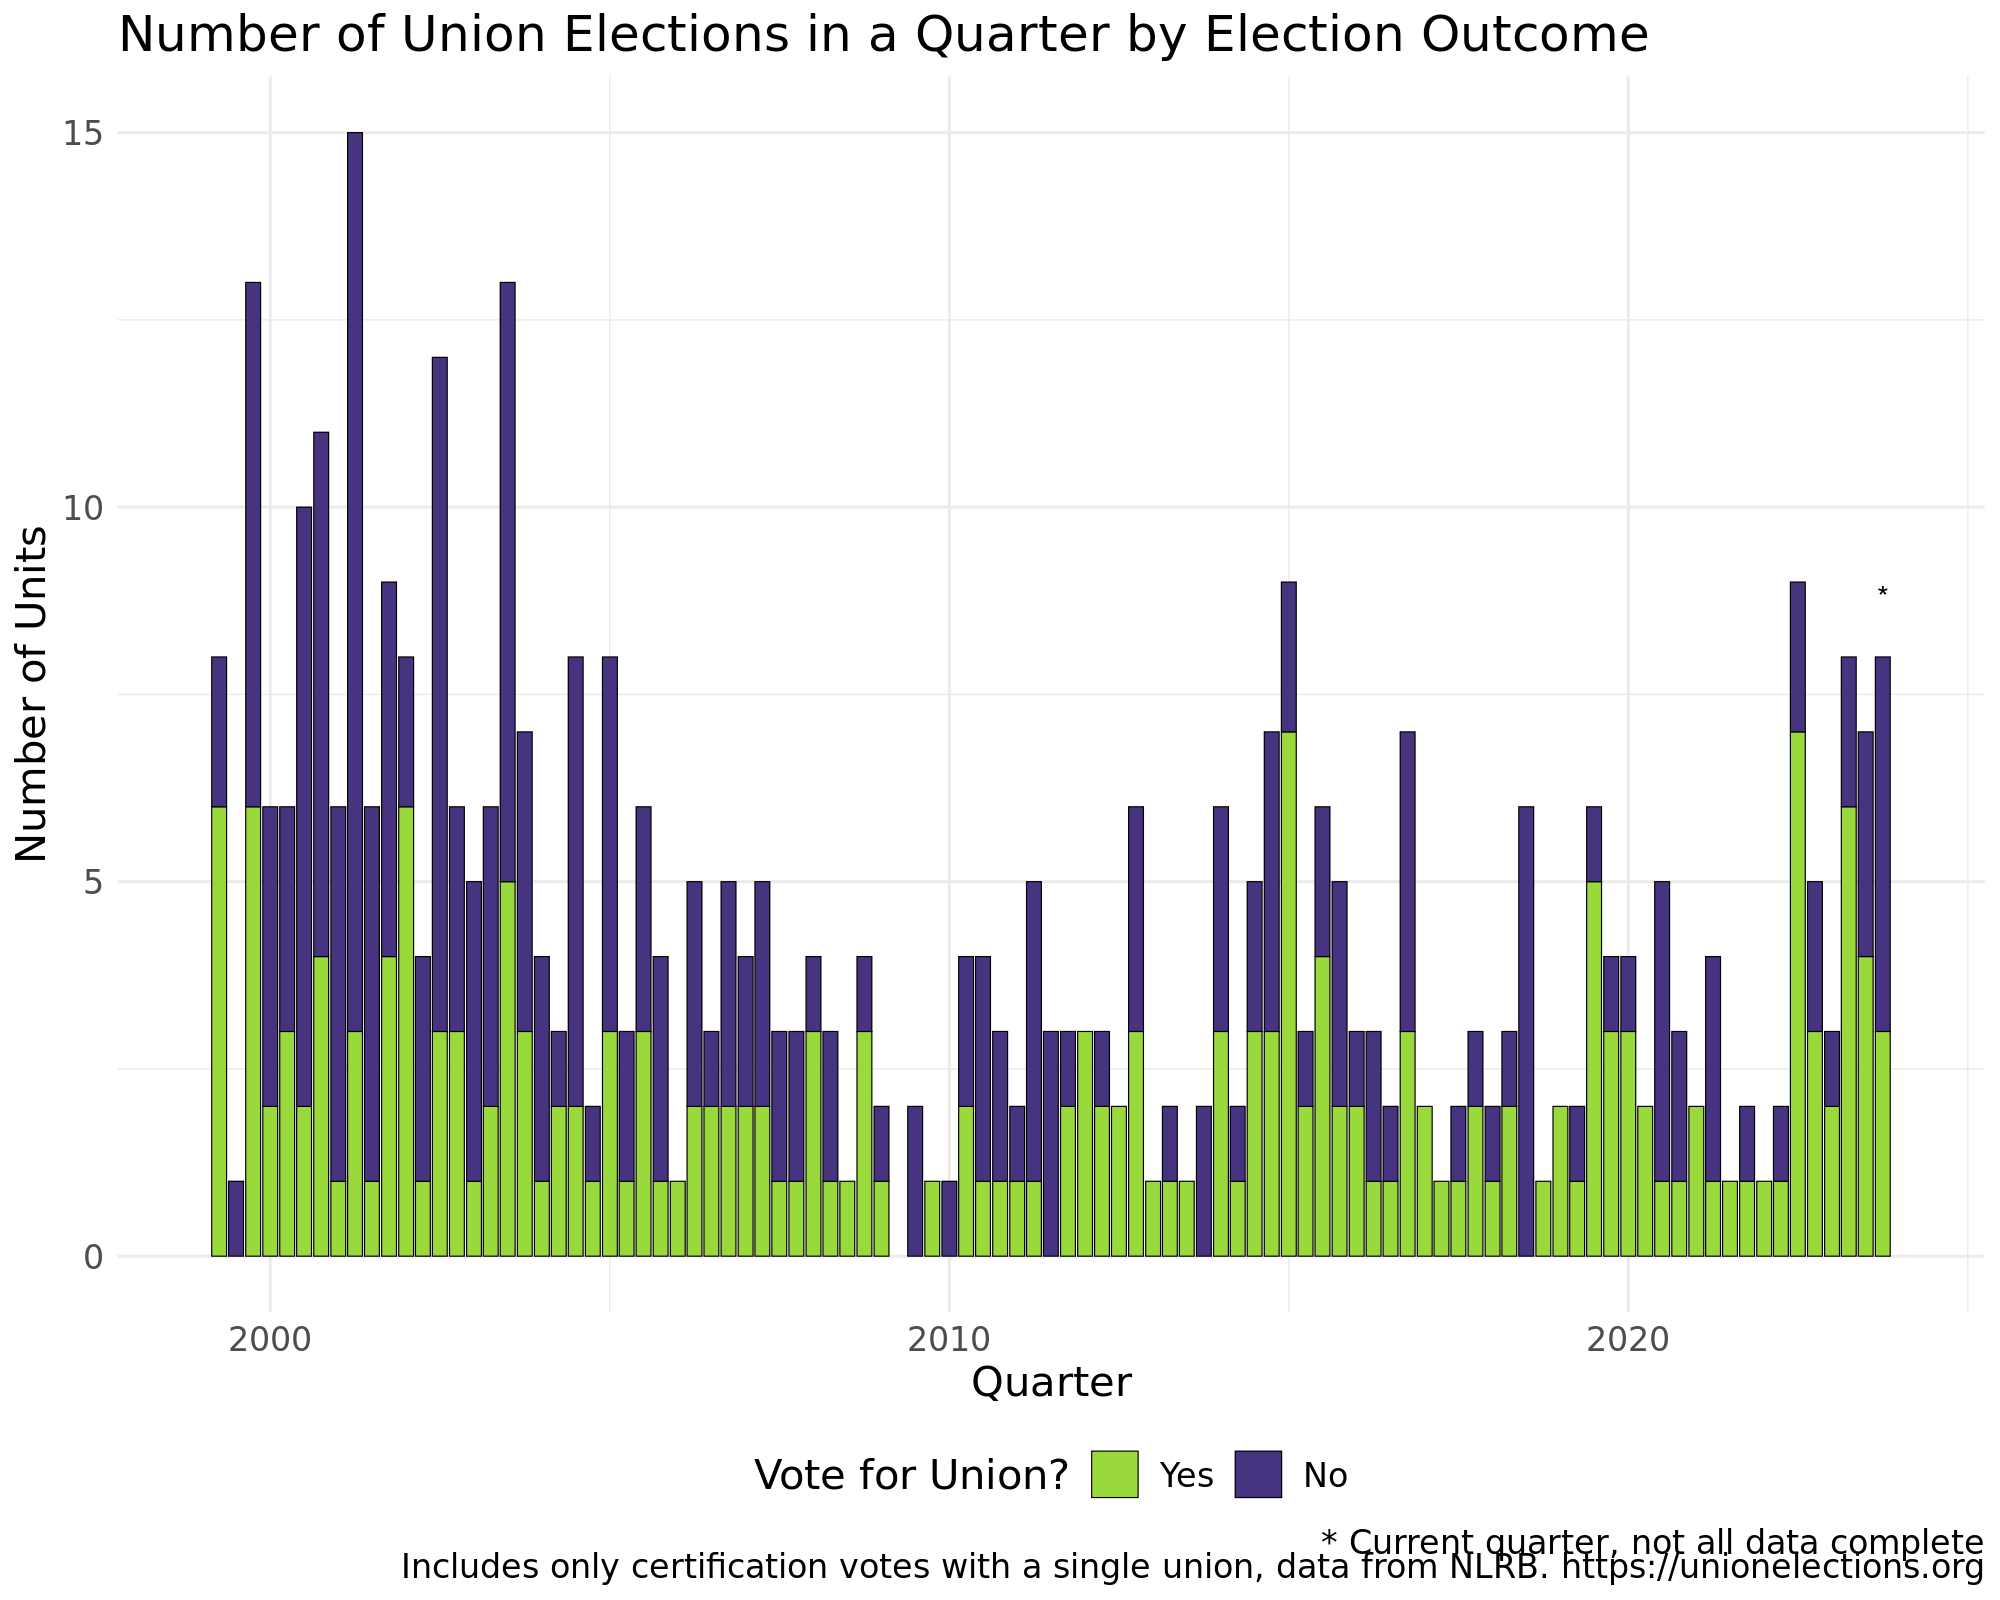 Number of Union Elections in a Quarter by Election Outcome
15
10
5
0
Number of Units
*
2000 2010 2020
Quarter
Vote for Union? Yes No
* Current quarter, not all data complete
Includes only certification votes with a single union, data from NLRB. https://unionelections.org